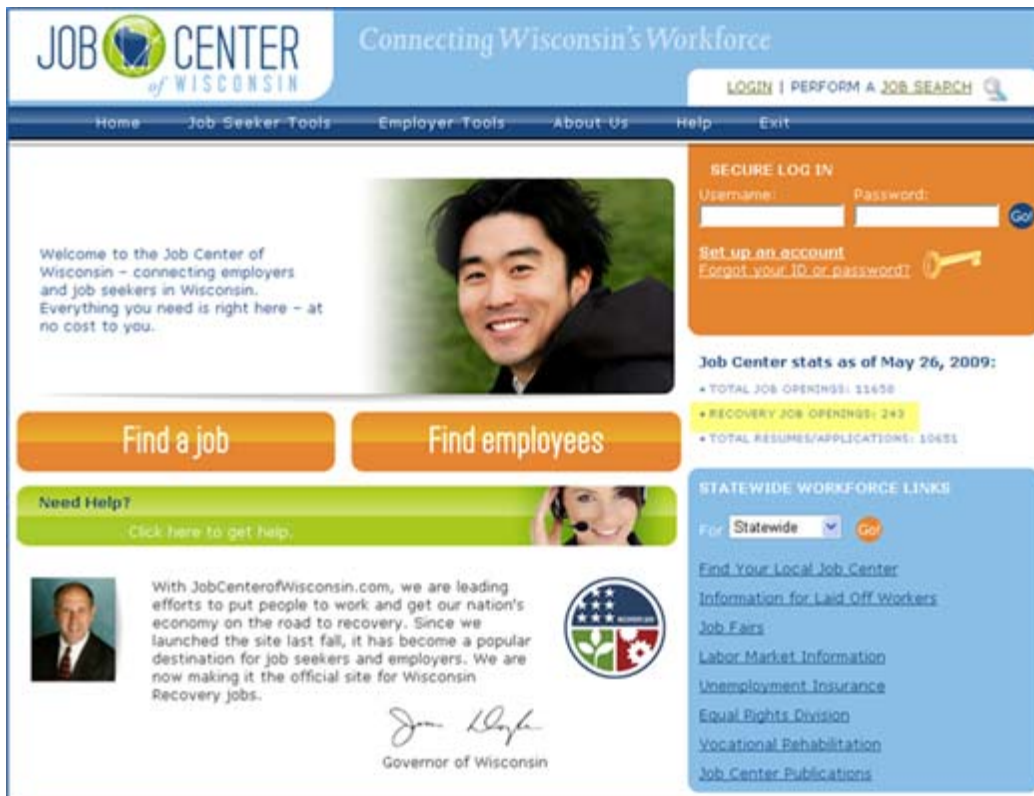 JOB CENTER
of WISCONSIN
Connecting Wisconsin's Workforce
LOGIN | PERFORM A JOB SEARCH
Home Job Seeker Tools Employer Tools About Us Help Exit
Welcome to the Job Center of
Wisconsin – connecting employers
and job seekers in Wisconsin.
Everything you need is right here – at
no cost to you.
SECURE LOG IN
Username: Password:
Go!
Set up an account
Forgot your ID or password?
Job Center stats as of May 26, 2009:
• TOTAL JOB OPENINGS: 11658
• RECOVERY JOB OPENINGS: 243
• TOTAL RESUMES/APPLICATIONS: 10651
Find a job Find employees
Need Help?
Click here to get help.
With JobCenterofWisconsin.com, we are leading
efforts to put people to work and get our nation's
economy on the road to recovery. Since we
launched the site last fall, it has become a popular
destination for job seekers and employers. We are
now making it the official site for Wisconsin
Recovery jobs.
Governor of Wisconsin
STATEWIDE WORKFORCE LINKS
For Statewide Go!
Find Your Local Job Center
Information for Laid Off Workers
Job Fairs
Labor Market Information
Unemployment Insurance
Equal Rights Division
Vocational Rehabilitation
Job Center Publications